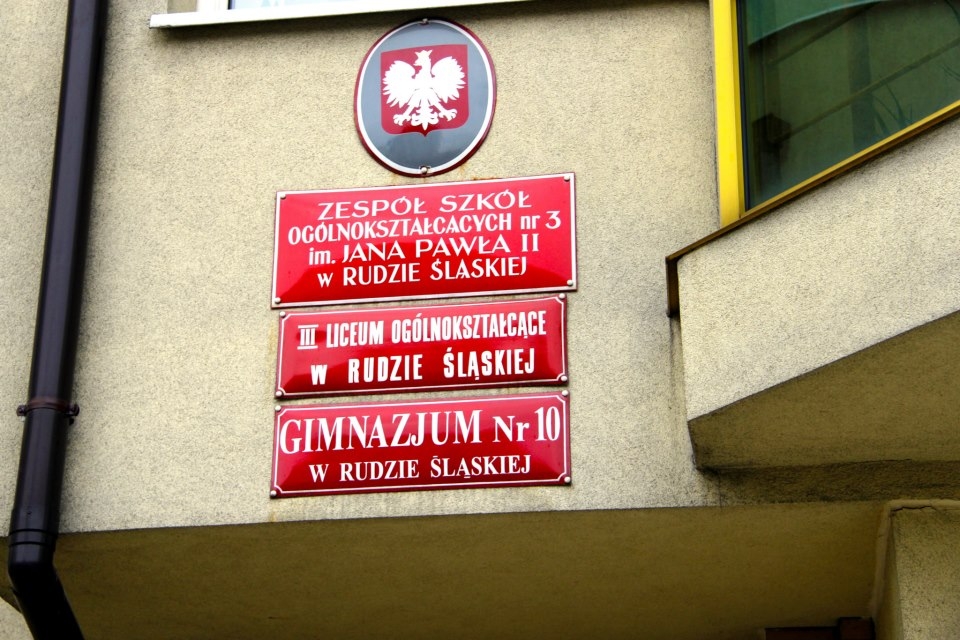 ZESPÓŁ SZKÓŁ
OGÓLNOKSZTAŁCĄCYCH nr 3
im. JANA PAWŁA II
W RUDZIE ŚLĄSKIEJ
III LICEUM OGÓLNOKSZTAŁCĄCE
W RUDZIE ŚLĄSKIEJ
GIMNAZJUM Nr 10
W RUDZIE ŚLĄSKIEJ